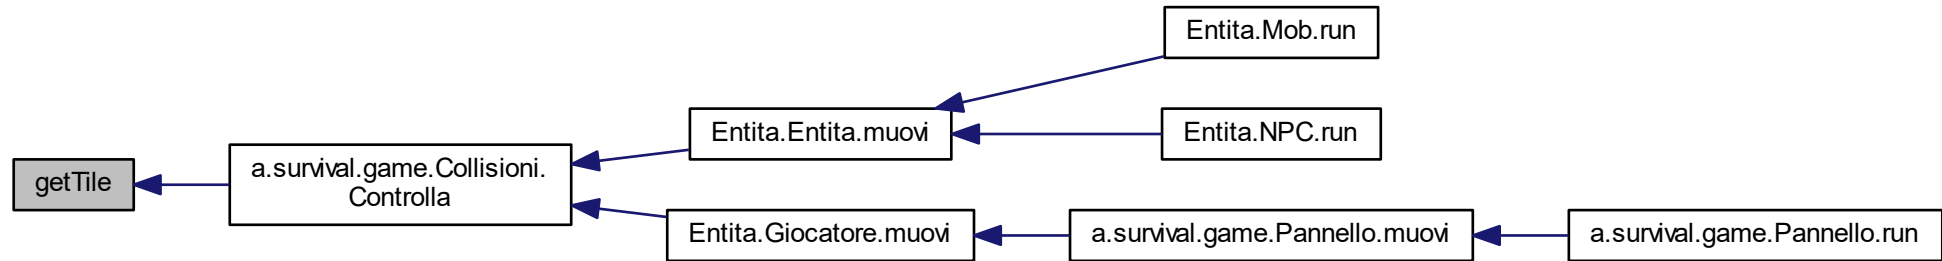 Entita.Mob.run
Entita.Entita.muovi
Entita.NPC.run
getTile
a.survival.game.Collisioni.
Controlla
Entita.Giocatore.muovi
a.survival.game.Pannello.muovi
a.survival.game.Pannello.run